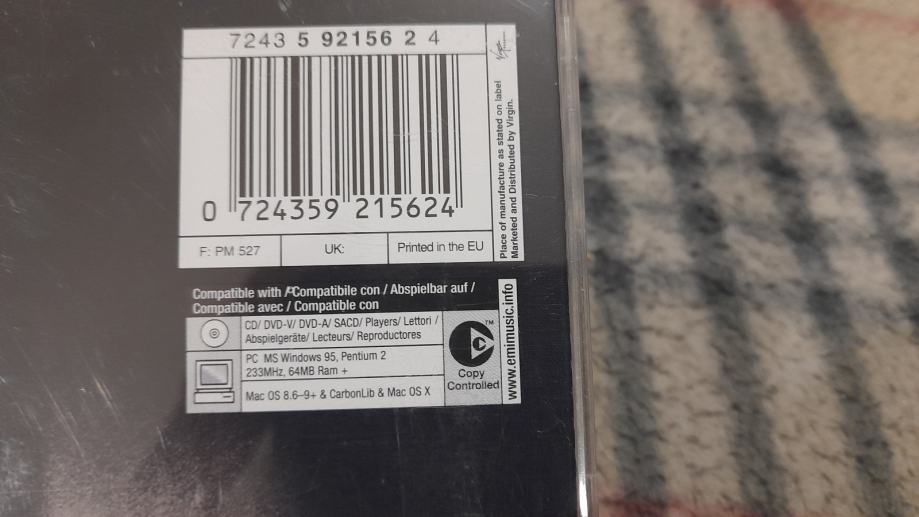 7243 5 92156 2 4
0 724359 215624
F: PM 527
UK:
Printed in the EU
Place of manufacture as stated on label
Marketed and Distributed by Virgin.
Compatible with / Compatibile con / Abspielbar auf /
Compatible avec / Compatible con
CD/ DVD-V/ DVD-A/ SACD/ Players/ Lettori /
Abspielgeräte/ Lecteurs/ Reproductores
PC MS Windows 95, Pentium 2
233MHz, 64MB Ram +
Mac OS 8.6–9+ & CarbonLib & Mac OS X
TM
Copy
Controlled
www.emimusic.info